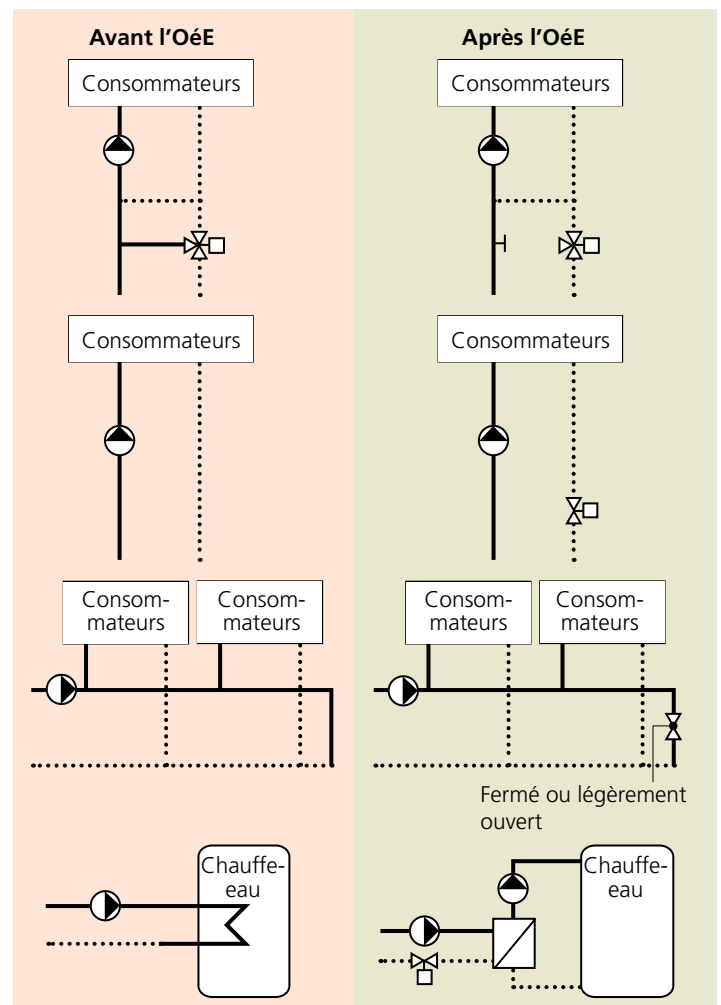 Avant l'OéE
Après l'OéE
Consommateurs
Consommateurs
Consommateurs
Consommateurs
Consom-
mateurs
Consom-
mateurs
Consom-
mateurs
Consom-
mateurs
Fermé ou légèrement
ouvert
Chauffe-
eau
Chauffe-
eau